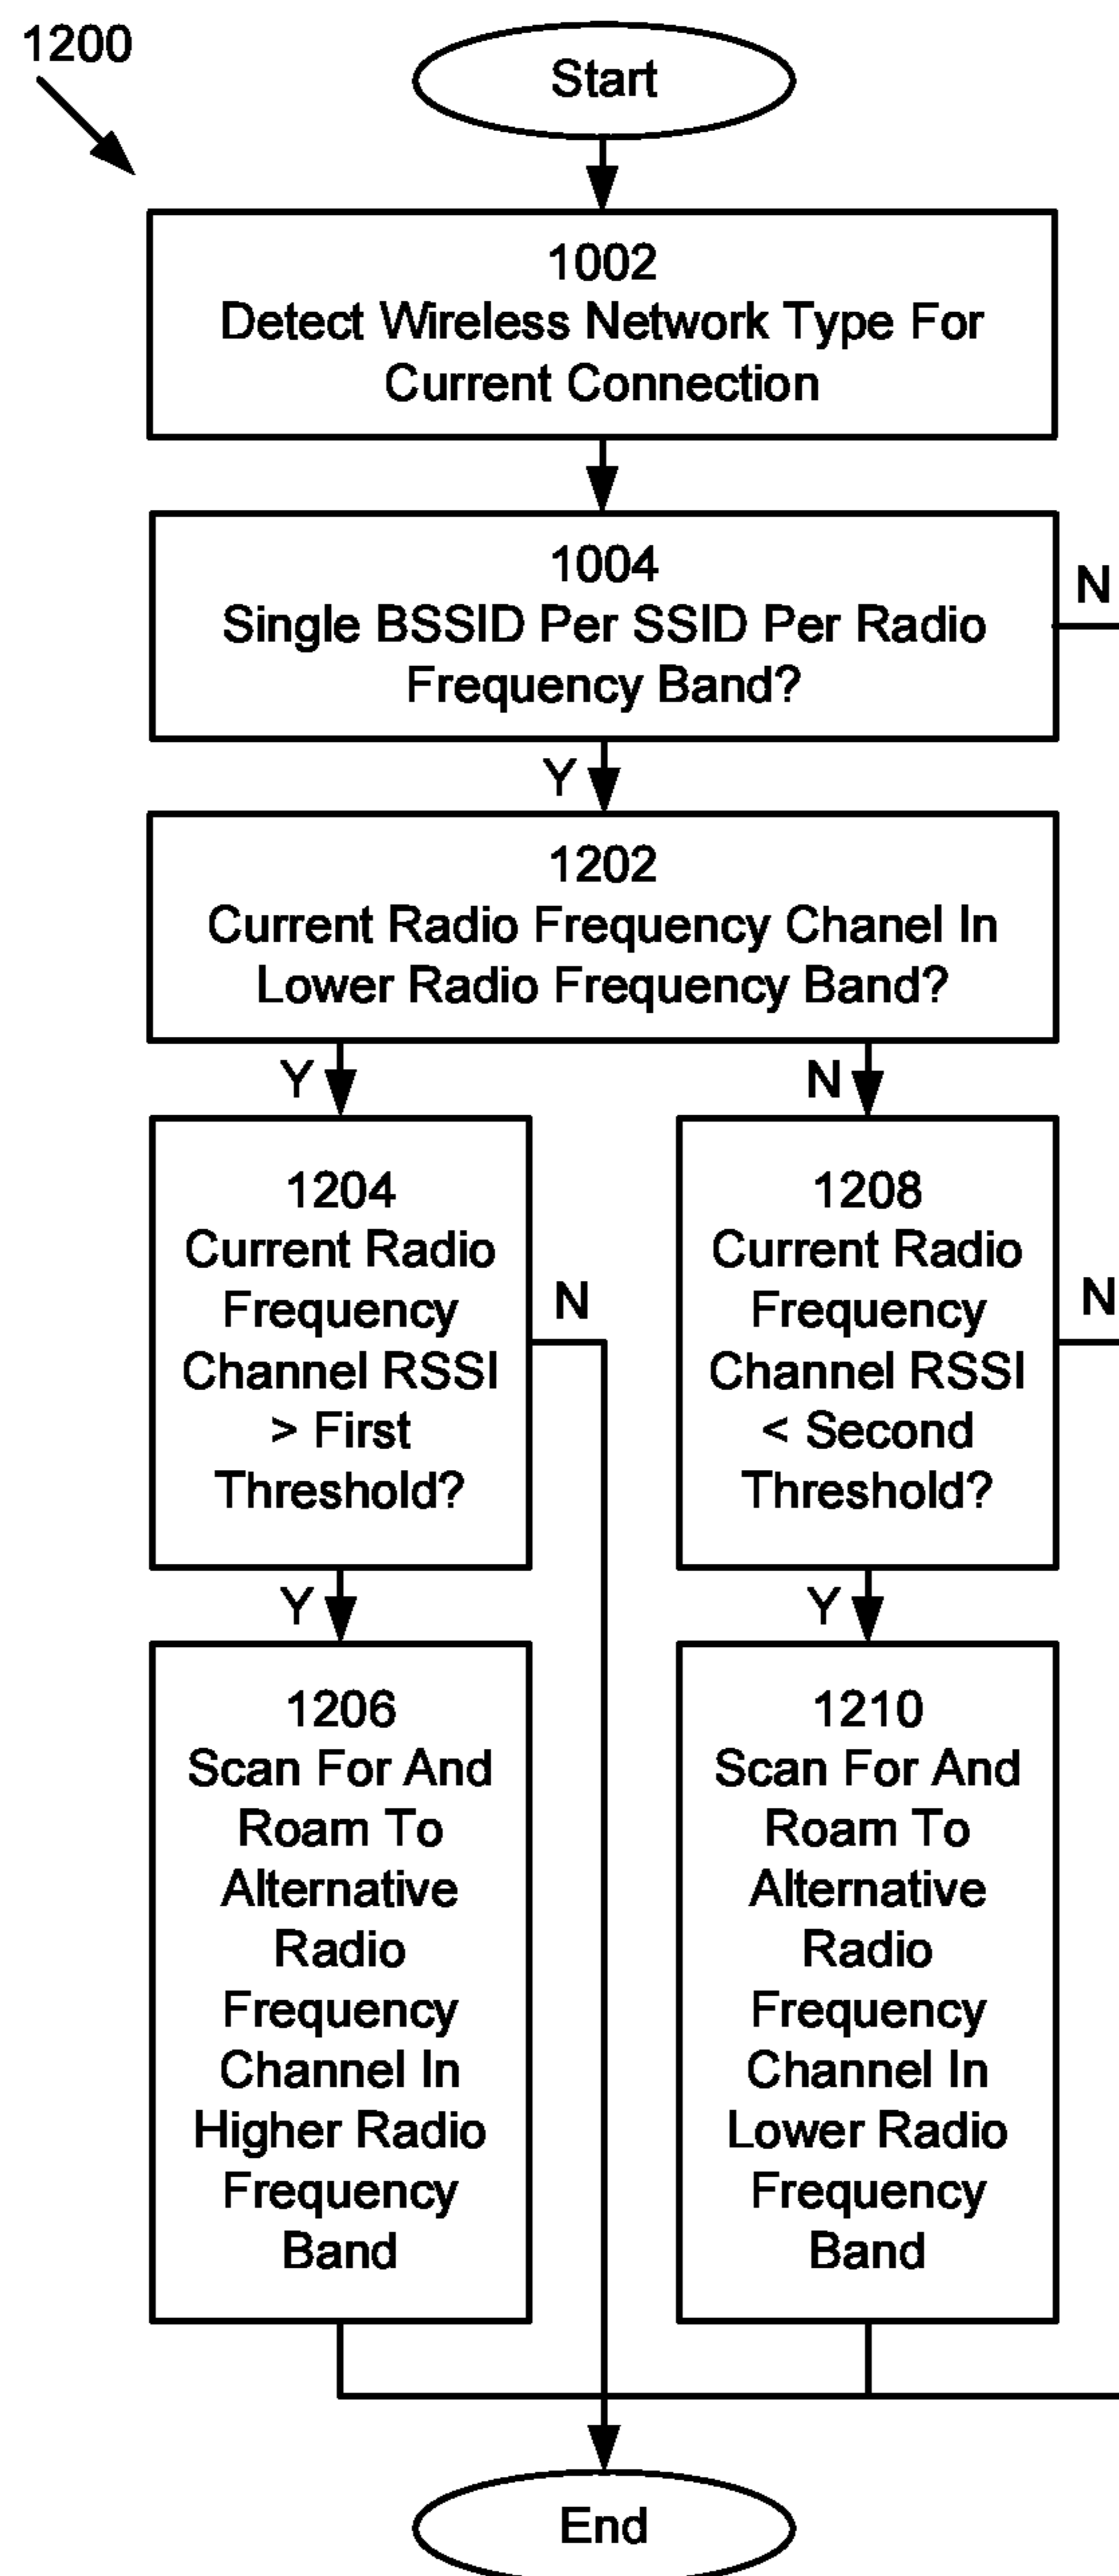 1200
Start
1002
Detect Wireless Network Type For
Current Connection
1004
Single BSSID Per SSID Per Radio
Frequency Band?
N
Y
1202
Current Radio Frequency Chanel In
Lower Radio Frequency Band?
Y
N
1204
Current Radio
Frequency
Channel RSSI
> First
Threshold?
N
1208
Current Radio
Frequency
Channel RSSI
< Second
Threshold?
N
Y
Y
1206
Scan For And
Roam To
Alternative
Radio
Frequency
Channel In
Higher Radio
Frequency
Band
1210
Scan For And
Roam To
Alternative
Radio
Frequency
Channel In
Lower Radio
Frequency
Band
End